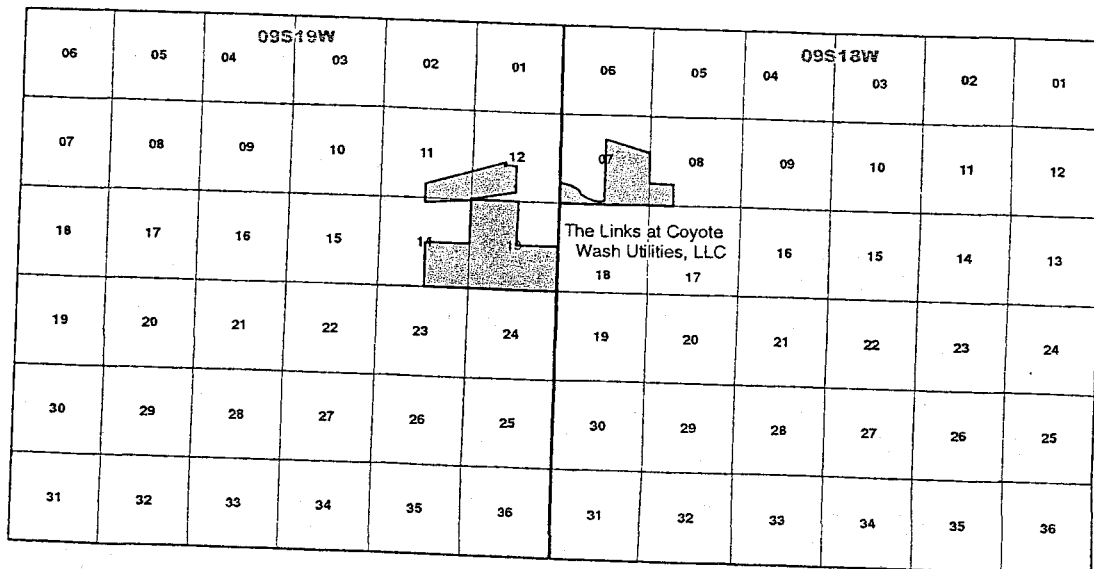 09S19W 09S18W
06 05 04 03 02 01 06 05 04 03 02 01
07 08 09 10 11 12 07 08 09 10 11 12
The Links at Coyote
Wash Utilities, LLC
18 17 16 15 14 13 18 17 16 15 14 13
19 20 21 22 23 24 19 20 21 22 23 24
30 29 28 27 26 25 30 29 28 27 26 25
31 32 33 34 35 36 31 32 33 34 35 36